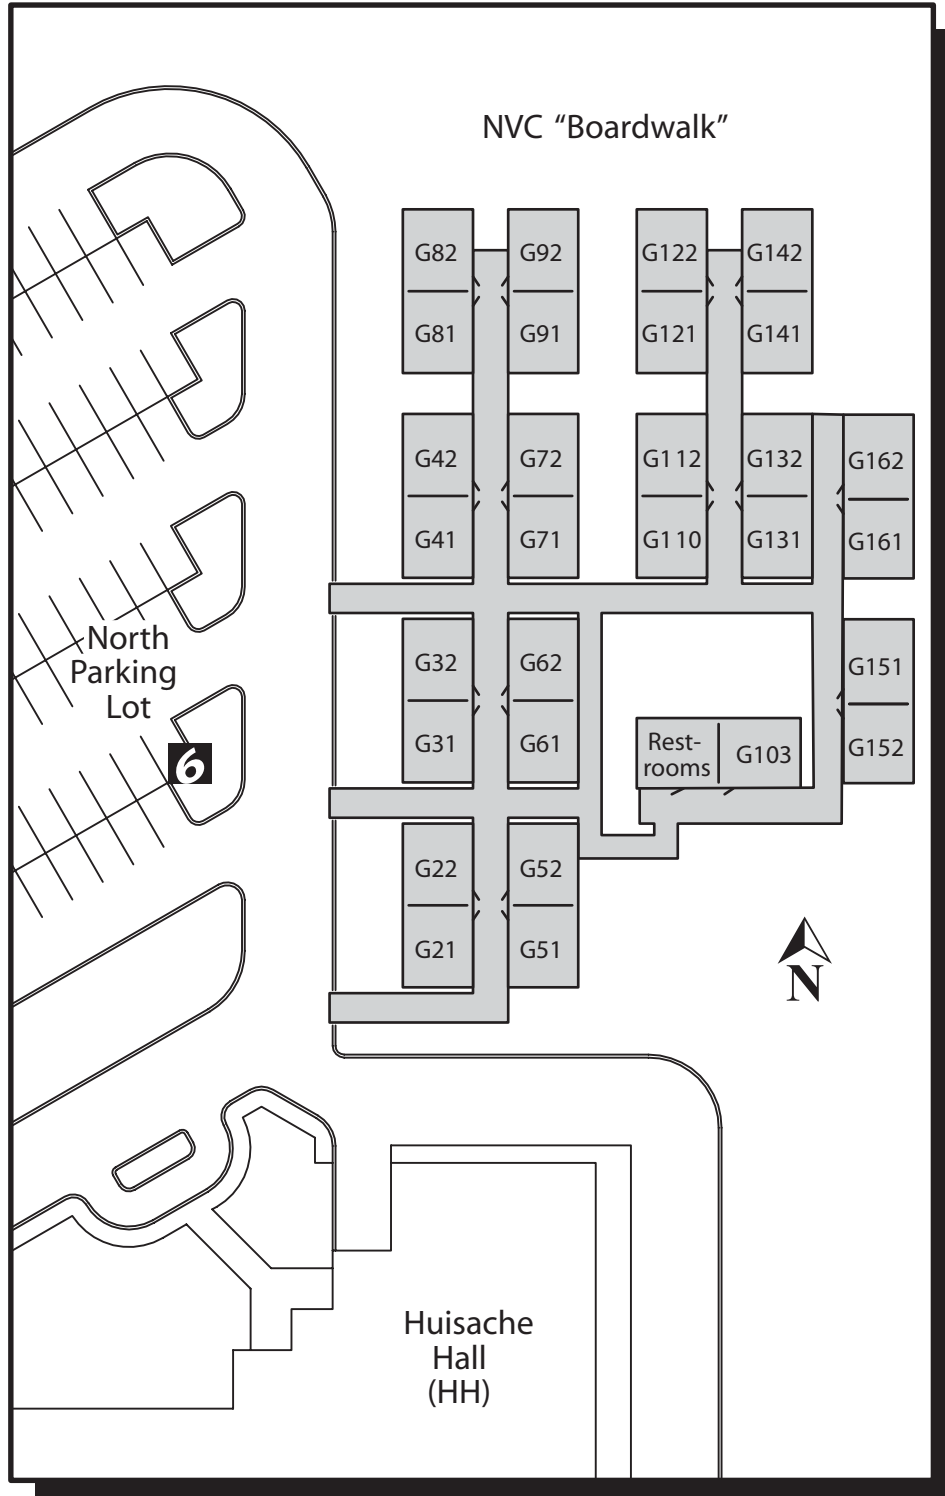 NVC “Boardwalk”
G82
G92
G122
G142
G81
G91
G121
G141
G42
G72
G112
G132
G162
G41
G71
G110
G131
G161
North
Parking
Lot
G32
G62
G151
G31
G61
Rest-
rooms
G103
G152
6
G22
G52
G21
G51
N
Huisache
Hall
(HH)